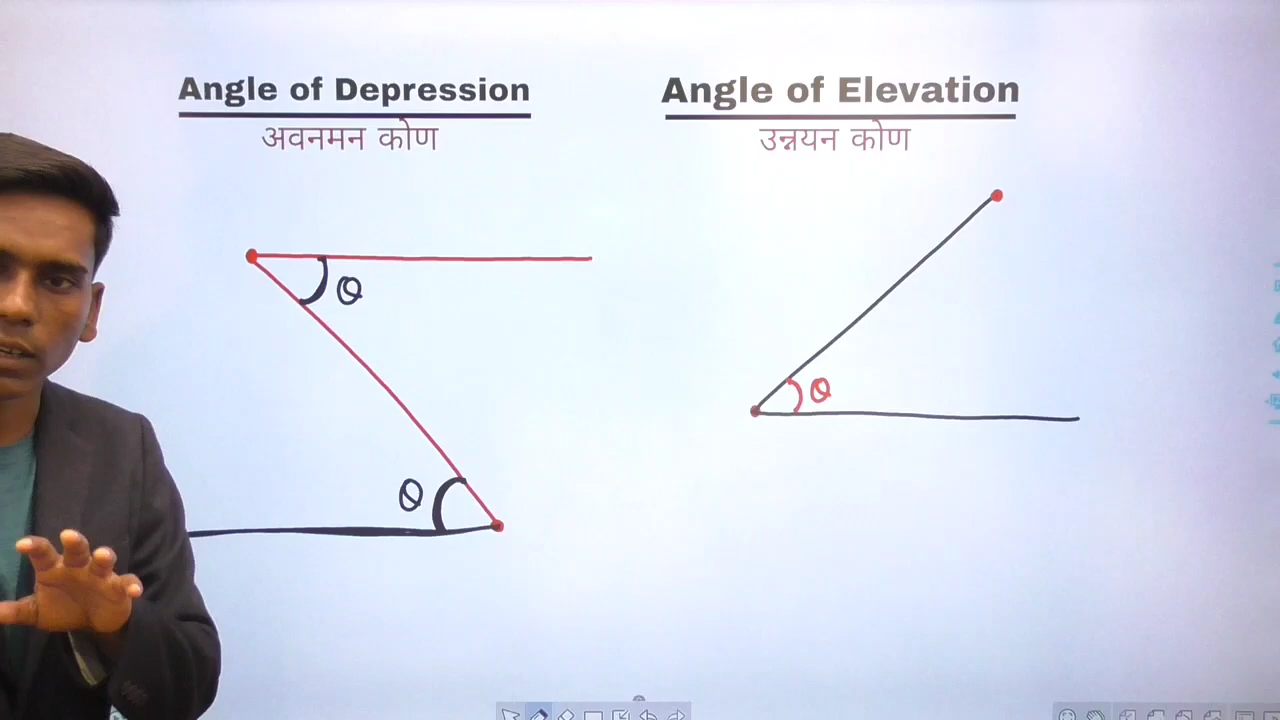 Angle of Depression
अवनमन कोण
θ
θ
Angle of Elevation
उन्नयन कोण
θ